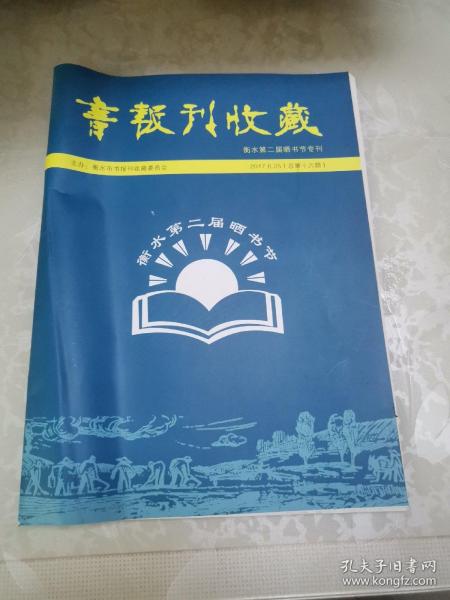 書报刊收藏
衡水第二届晒书节专刊
主办：衡水市书报刊收藏委员会
2017.6.25（总第十六期）
衡水第二届晒书节
孔夫子旧书网
www.kongfz.com